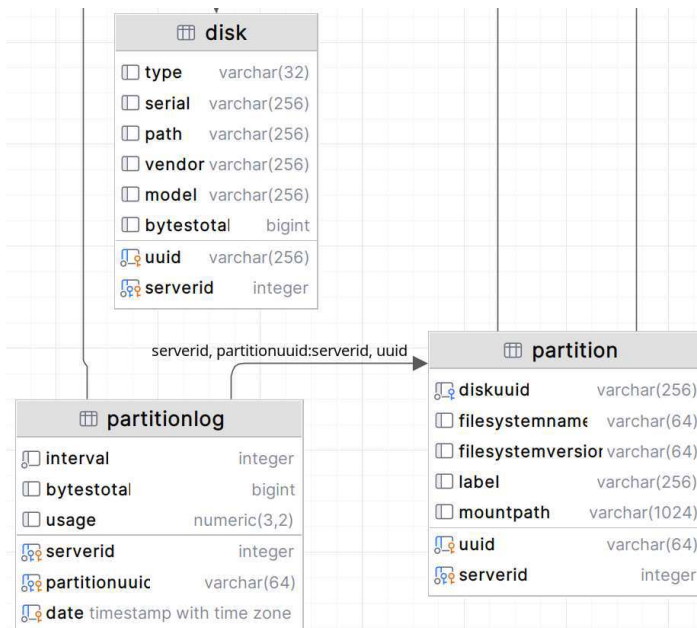 disk
type varchar(32)
serial varchar(256)
path varchar(256)
vendor varchar(256)
model varchar(256)
bytestotal bigint
uuid varchar(256)
serverid integer
serverid, partitionuuid:serverid, uuid
partition
diskuuid varchar(256)
filesystemname varchar(64)
filesystemversior varchar(64)
label varchar(256)
mountpath varchar(1024)
uuid varchar(64)
serverid integer
partitionlog
interval integer
bytestotal bigint
usage numeric(3,2)
serverid integer
partitionuuic varchar(64)
date timestamp with time zone